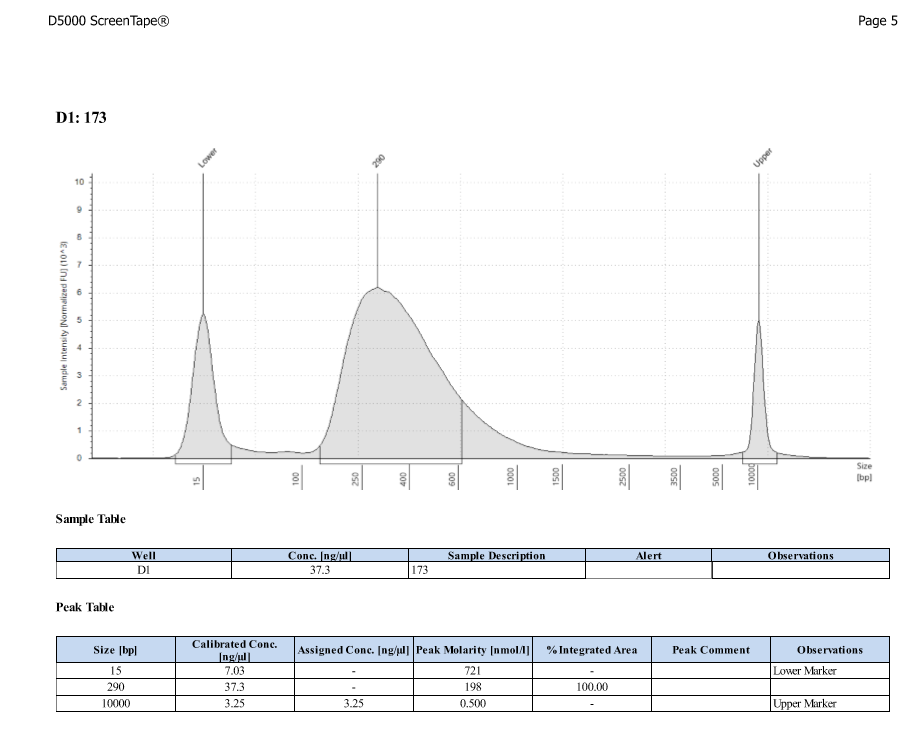 D5000 ScreenTape® Page 5
D1: 173
Lower 290 Upper
Sample Intensity [Normalized FU] (10^3)
10
9
8
7
6
5
4
3
2
1
0
15 100 250 400 600 1000 1500 2500 3500 5000 10000 Size [bp]
Sample Table
Well Conc. [ng/µl] Sample Description Alert Observations
D1 37.3 173
Peak Table
Size [bp] Calibrated Conc. [ng/µl] Assigned Conc. [ng/µl] Peak Molarity [nmol/l] % Integrated Area Peak Comment Observations
15 7.03 - 721 - Lower Marker
290 37.3 - 198 100.00
10000 3.25 3.25 0.500 - Upper Marker